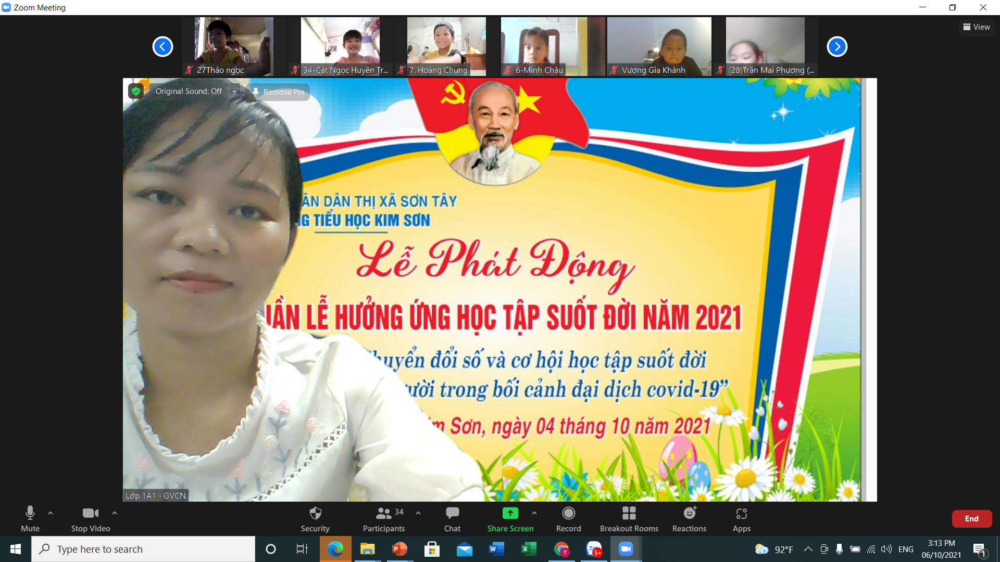 Zoom Meeting
View
27Thảo ngọc
34-Cát Ngọc Huyền Tr...
7. Hoàng Chung
6-Minh Châu
Vương Gia Khánh
(28)Trần Mai Phương (...
Original Sound: Off
Remove Pin
ÂN DÂN THỊ XÃ SƠN TÂY
NG TIỂU HỌC KIM SƠN
Lễ Phát Động
UẦN LỄ HƯỞNG ỨNG HỌC TẬP SUỐT ĐỜI NĂM 2021
huyển đổi số và cơ hội học tập suốt đời
ười trong bối cảnh đại dịch covid-19”
m Sơn, ngày 04 tháng 10 năm 2021
Lớp 1A1 - GVCN
Mute
Stop Video
Security
Participants
34
Chat
Share Screen
Record
Breakout Rooms
Reactions
Apps
End
Type here to search
5+
92°F
ENG
3:13 PM
06/10/2021
1